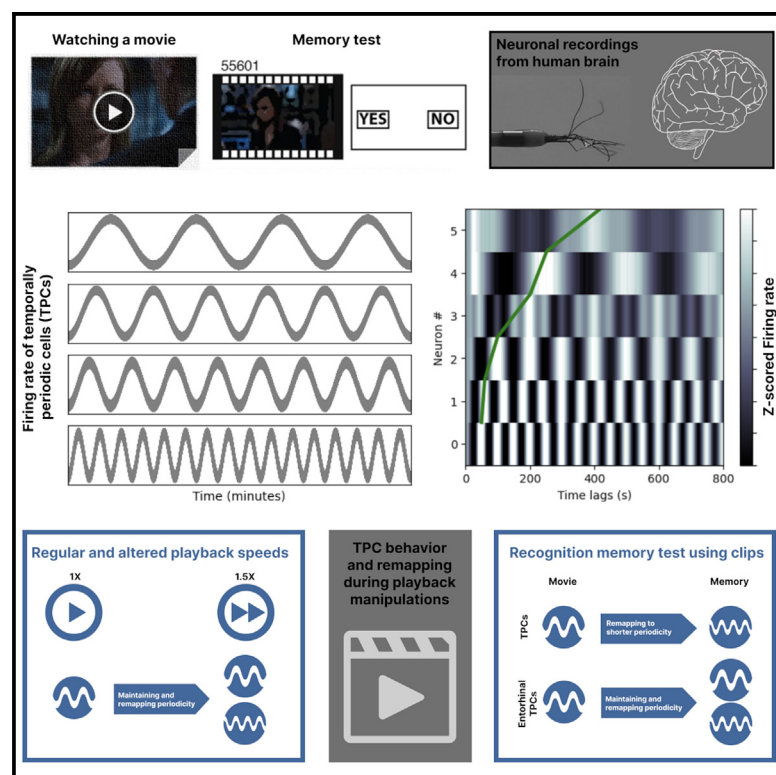 Watching a movie
Memory test
55601
YES
NO
Neuronal recordings
from human brain
Firing rate of temporally
periodic cells (TPCs)
Time (minutes)
Neuron #
5
4
3
2
1
0
0
200
400
600
800
Time lags (s)
Z-scored Firing rate
Regular and altered playback speeds
1X
1.5X
Maintaining and
remapping periodicity
TPC behavior
and remapping
during playback
manipulations
Recognition memory test using clips
Movie
Memory
TPCs
Remapping to
shorter periodicity
Entorhinal
TPCs
Maintaining and
remapping periodicity